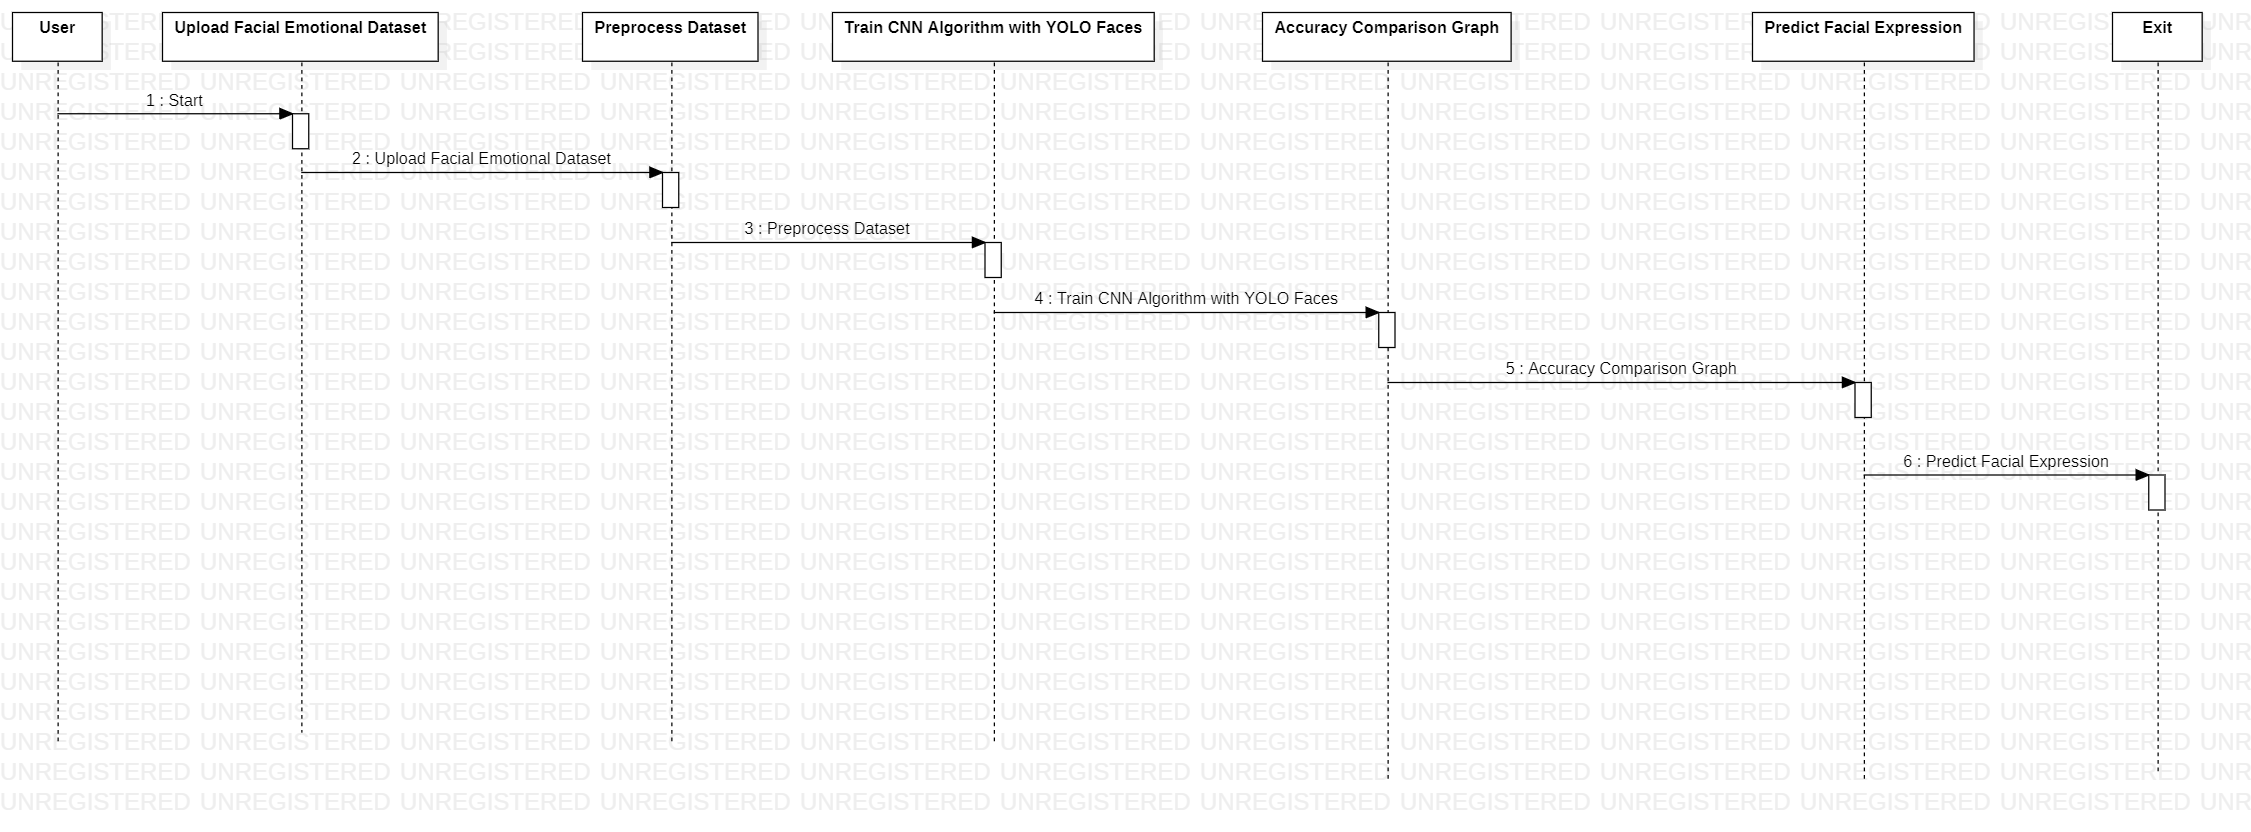 User
Upload Facial Emotional Dataset
Preprocess Dataset
Train CNN Algorithm with YOLO Faces
Accuracy Comparison Graph
Predict Facial Expression
Exit
1 : Start
2 : Upload Facial Emotional Dataset
3 : Preprocess Dataset
4 : Train CNN Algorithm with YOLO Faces
5 : Accuracy Comparison Graph
6 : Predict Facial Expression
UNREGISTERED